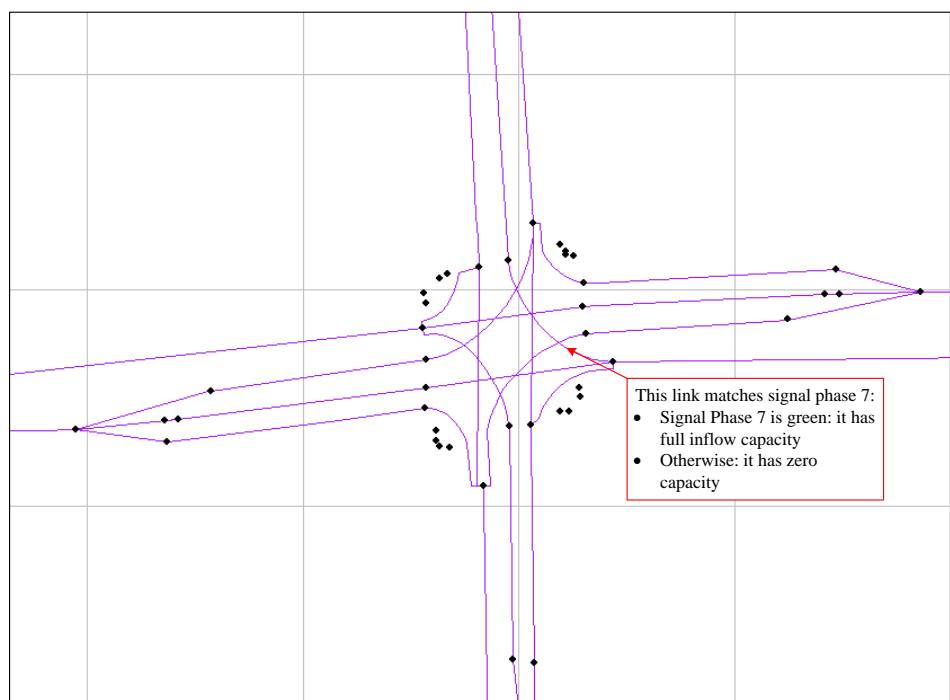 This link matches signal phase 7:
● Signal Phase 7 is green: it has
full inflow capacity
● Otherwise: it has zero
capacity